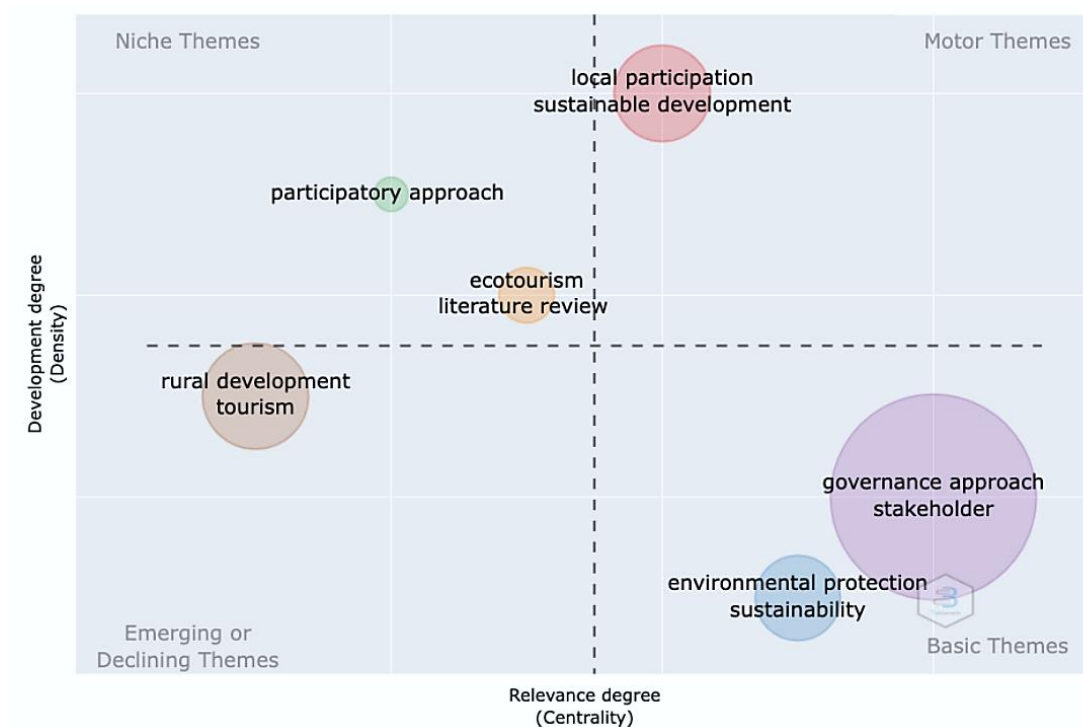 Niche Themes
Motor Themes
local participation
sustainable development
participatory approach
ecotourism
literature review
Development degree
(Density)
rural development
tourism
governance approach
stakeholder
environmental protection
sustainability
Emerging or
Declining Themes
Basic Themes
Relevance degree
(Centrality)